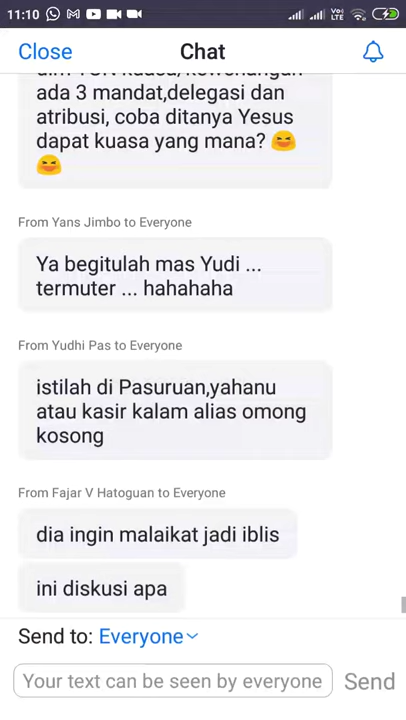 11:10
Vo)
LTE
Close
Chat
ada 3 mandat,delegasi dan
atribusi, coba ditanya Yesus
dapat kuasa yang mana?
From Yans Jimbo to Everyone
Ya begitulah mas Yudi ...
termuter ... hahahaha
From Yudhi Pas to Everyone
istilah di Pasuruan,yahanu
atau kasir kalam alias omong
kosong
From Fajar V Hatoguan to Everyone
dia ingin malaikat jadi iblis
ini diskusi apa
Send to: Everyone
Your text can be seen by everyone
Send